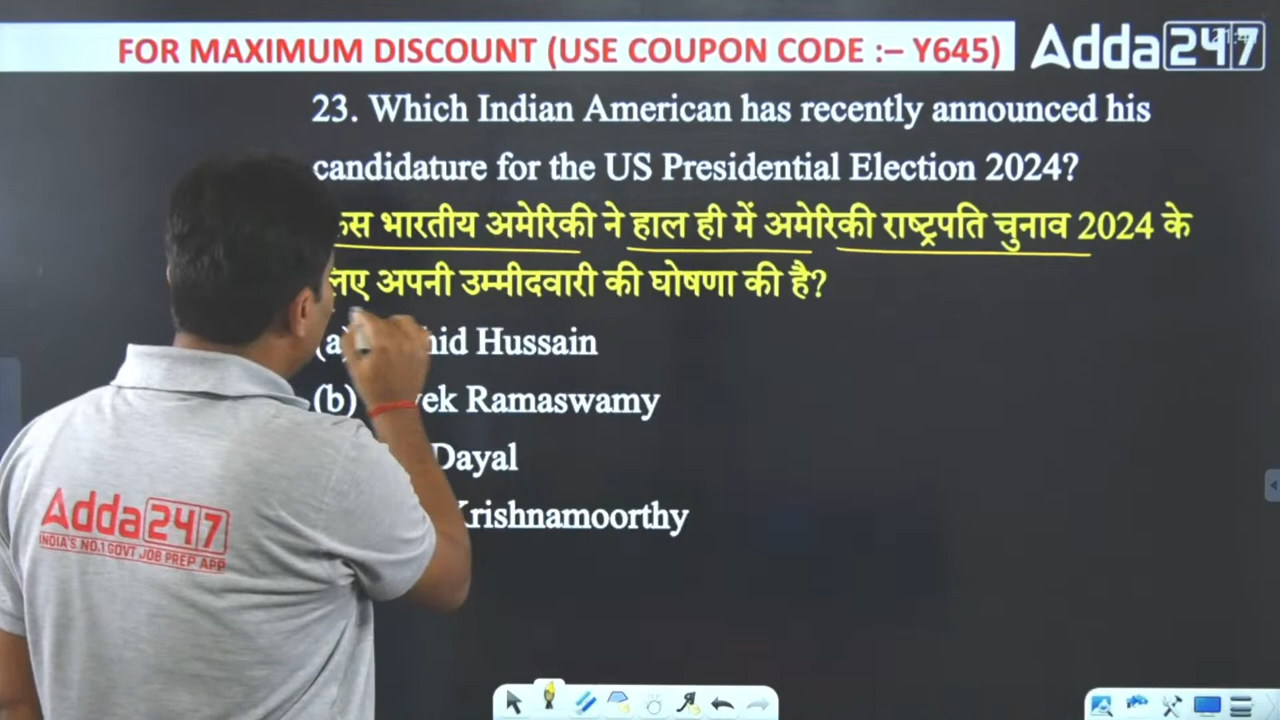 FOR MAXIMUM DISCOUNT (USE COUPON CODE :– Y645)
Adda247
23. Which Indian American has recently announced his
candidature for the US Presidential Election 2024?
भारतीय अमेरिकी ने हाल ही में अमेरिकी राष्ट्रपति चुनाव 2024 के
अपनी उम्मीदवारी की घोषणा की है?
(a) Hussain
(b) Ramaswamy
Dayal
Krishnamoorthy
Adda247
INDIA'S NO.1 GOVT JOB PREP APP